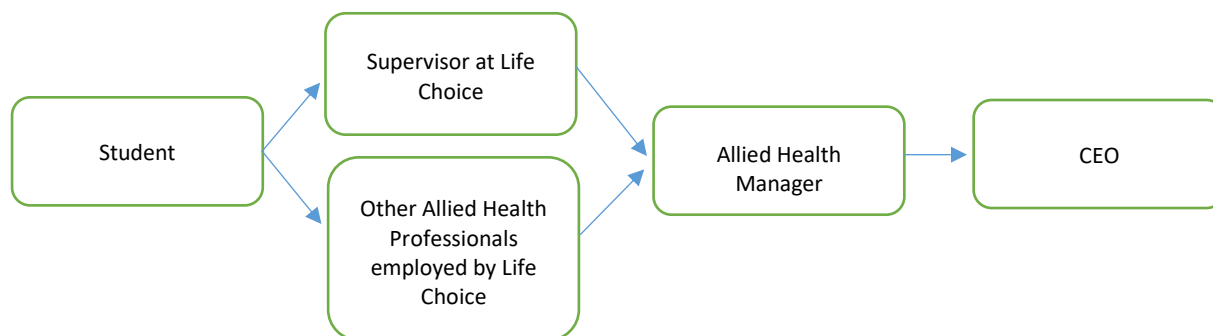 Student
Supervisor at Life
Choice
Other Allied Health
Professionals
employed by Life
Choice
Allied Health
Manager
CEO